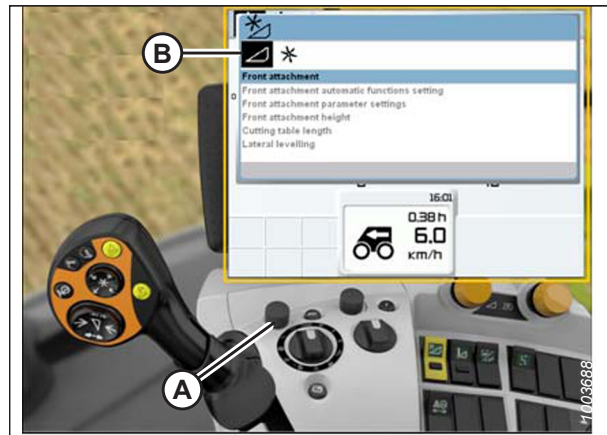 B
Front attachment
Front attachment automatic functions setting
Front attachment parameter settings
Front attachment height
Cutting table length
Lateral levelling
16:01
0.38 h
6.0
km/h
A
1003688